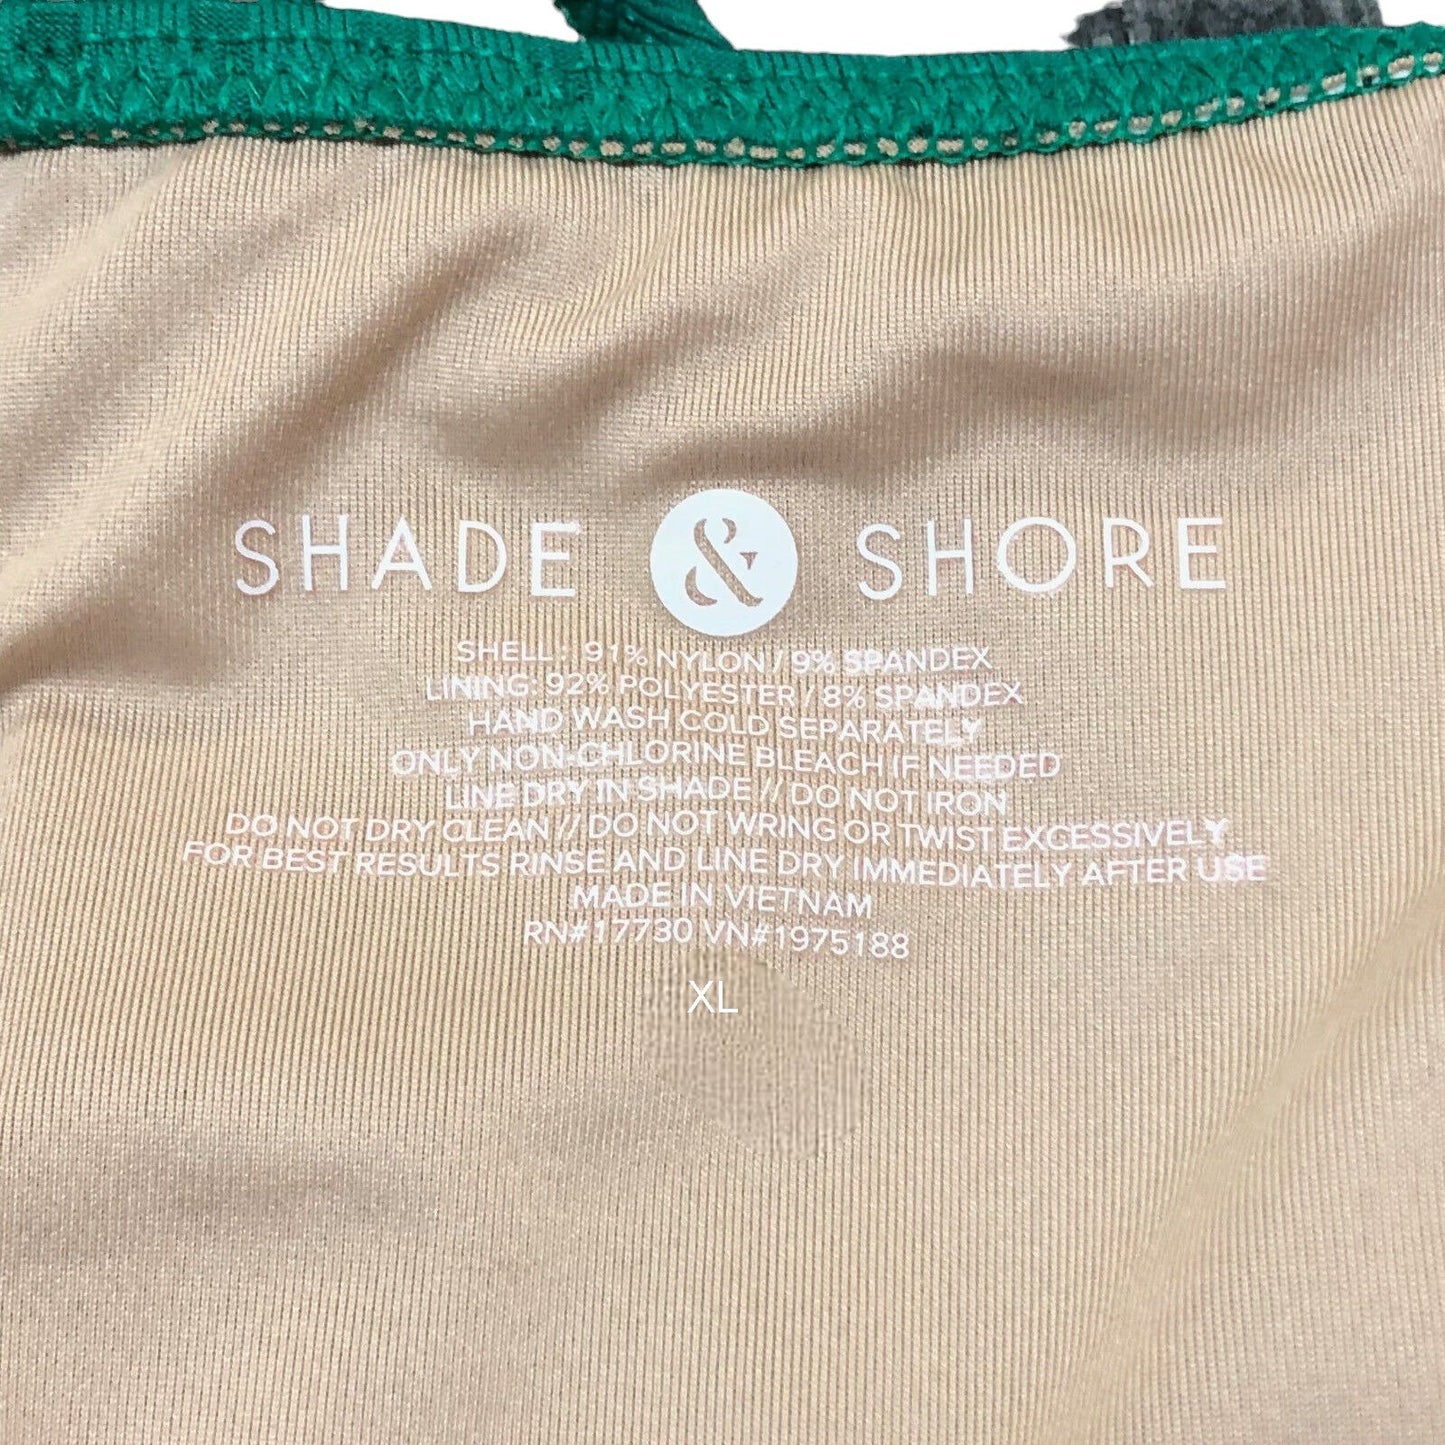 SHADE & SHORE
SHELL : 91% NYLON / 9% SPANDEX
LINING: 92% POLYESTER / 8% SPANDEX
HAND WASH COLD SEPARATELY
ONLY NON-CHLORINE BLEACH IF NEEDED
LINE DRY IN SHADE // DO NOT IRON
DO NOT DRY CLEAN // DO NOT WRING OR TWIST EXCESSIVELY
FOR BEST RESULTS RINSE AND LINE DRY IMMEDIATELY AFTER USE
MADE IN VIETNAM
RN#17730 VN#1975188
XL